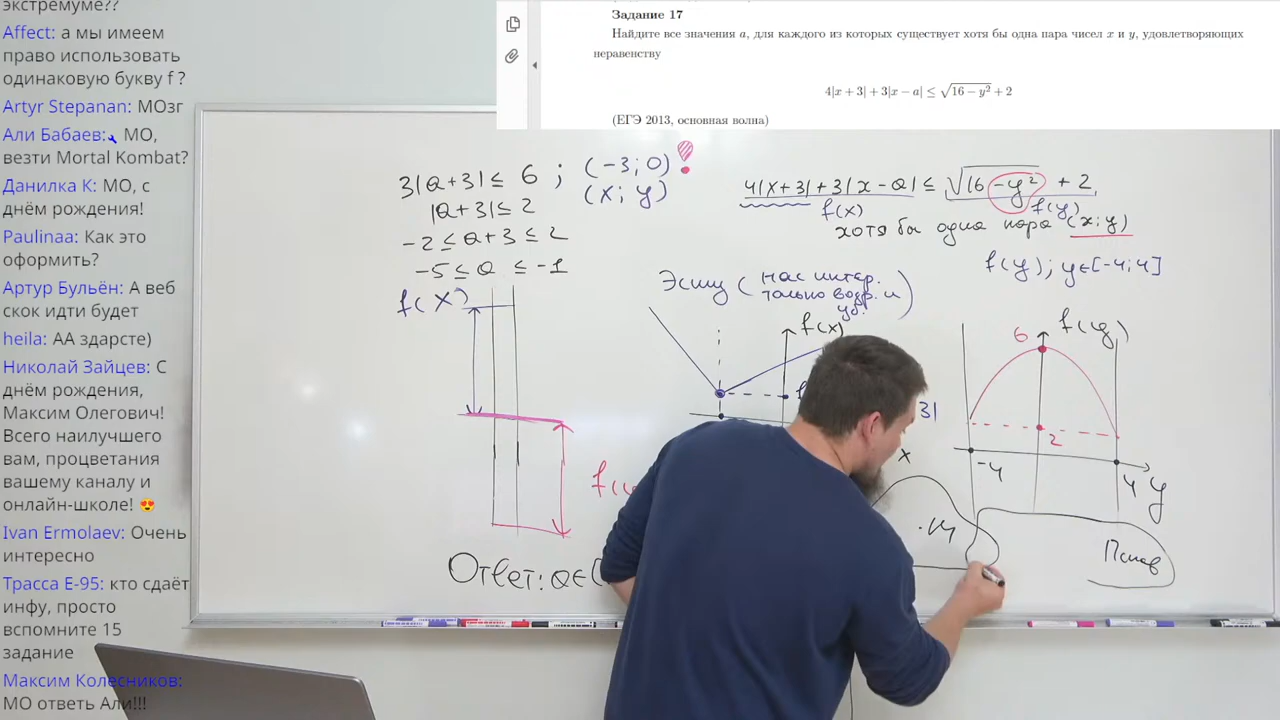 экстремуме??
Affect: а мы имеем
право использовать
одинаковую букву f ?
Artyr Stepanan: МОзг
Али Бабаев: МО,
везти Mortal Kombat?
Данилка К: МО, с
днём рождения!
Paulinaa: Как это
оформить?
Артур Бульён: А веб
скок идти будет
heila: АА здарсте)
Николай Зайцев: С
днём рождения,
Максим Олегович!
Всего наилучшего
вам, процветания
вашему каналу и
онлайн-школе! 😍
Ivan Ermolaev: Очень
интересно
Трасса Е-95: кто сдаёт
инфу, просто
вспомните 15
задание
Максим Колесников:
МО ответь Али!!!
Задание 17
Найдите все значения a, для каждого из которых существует хотя бы одна пара чисел x и y, удовлетворяющих
неравенству
4|x + 3| + 3|x − a| ≤ √(16 − y²) + 2
(ЕГЭ 2013, основная волна)
3|a+3| ≤ 6 ; (-3; 0) !
|a+3| ≤ 2 (x; y)
-2 ≤ a+3 ≤ 2
-5 ≤ a ≤ -1
f(x)
4|x+3| + 3|x-a| ≤ √(16-y²) + 2
f(x) f(y)
хотя бы одна пара (x; y)
f(y); y∈[-4; 4]
Эскиз (нас интер.
только возр. и
уб.)
f(x)
3|
x
6 f(y)
2
-4 4 y
Ответ: a∈[